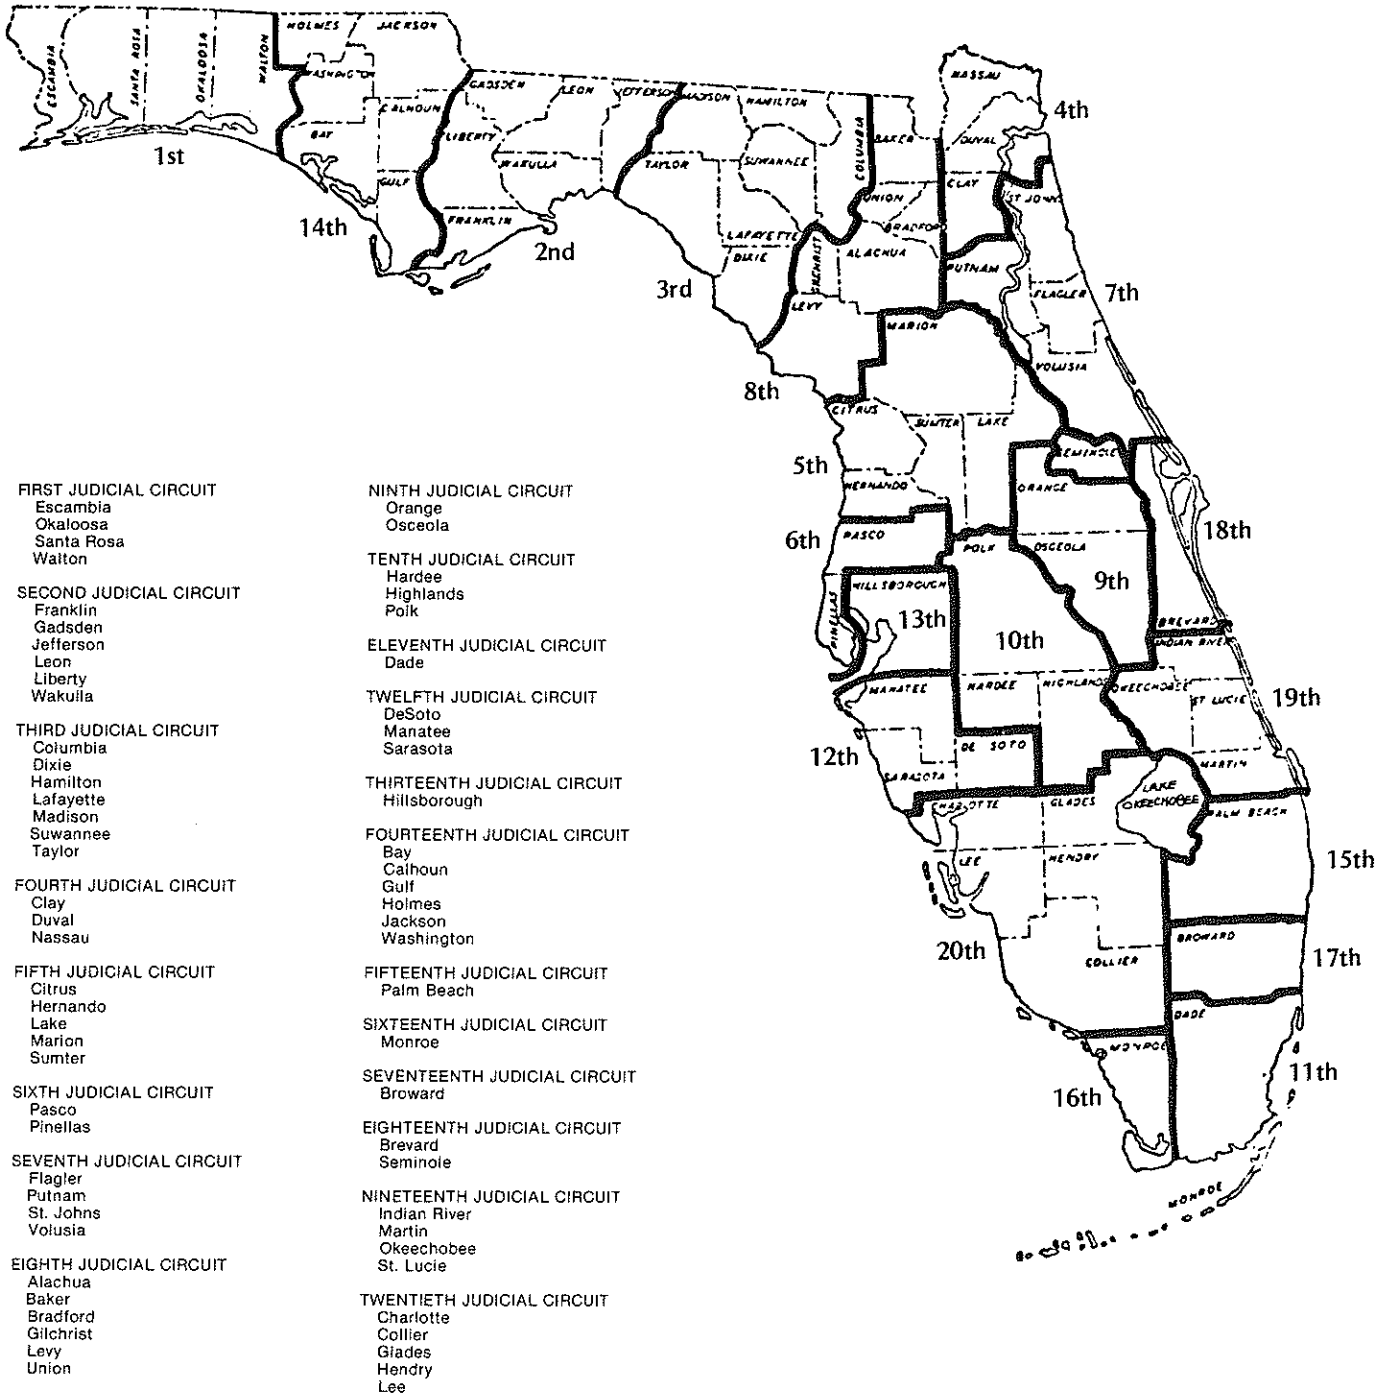 HOLMES
JACKSON
ESCAMBIA
SANTA ROSA
OKALOOSA
WALTON
WASHINGTON
BAY
CALHOUN
GULF
GADSDEN
LEON
JEFFERSON
MADISON
HAMILTON
LIBERTY
WAKULLA
FRANKLIN
TAYLOR
SUWANNEE
COLUMBIA
LAFAYETTE
DIXIE
NASSAU
BAKER
DUVAL
UNION
CLAY
ST JOHNS
BRADFORD
GILCHRIST
ALACHUA
PUTNAM
LEVY
FLAGLER
MARION
VOLUSIA
CITRUS
SUMTER
LAKE
SEMINOLE
HERNANDO
ORANGE
PASCO
POLK
OSCEOLA
HILLSBOROUGH
PINELLAS
BREVARD
INDIAN RIVER
MANATEE
HARDEE
HIGHLANDS
OKEECHOBEE
ST LUCIE
DE SOTO
SARASOTA
MARTIN
CHARLOTTE
GLADES
LAKE
OKEECHOBEE
PALM BEACH
LEE
HENDRY
BROWARD
COLLIER
DADE
MONROE
MONROE
1st
14th
2nd
3rd
4th
7th
8th
5th
6th
18th
9th
13th
10th
19th
12th
15th
20th
17th
11th
16th
FIRST JUDICIAL CIRCUIT
Escambia
Okaloosa
Santa Rosa
Walton
SECOND JUDICIAL CIRCUIT
Franklin
Gadsden
Jefferson
Leon
Liberty
Wakulla
THIRD JUDICIAL CIRCUIT
Columbia
Dixie
Hamilton
Lafayette
Madison
Suwannee
Taylor
FOURTH JUDICIAL CIRCUIT
Clay
Duval
Nassau
FIFTH JUDICIAL CIRCUIT
Citrus
Hernando
Lake
Marion
Sumter
SIXTH JUDICIAL CIRCUIT
Pasco
Pinellas
SEVENTH JUDICIAL CIRCUIT
Flagler
Putnam
St. Johns
Volusia
EIGHTH JUDICIAL CIRCUIT
Alachua
Baker
Bradford
Gilchrist
Levy
Union
NINTH JUDICIAL CIRCUIT
Orange
Osceola
TENTH JUDICIAL CIRCUIT
Hardee
Highlands
Polk
ELEVENTH JUDICIAL CIRCUIT
Dade
TWELFTH JUDICIAL CIRCUIT
DeSoto
Manatee
Sarasota
THIRTEENTH JUDICIAL CIRCUIT
Hillsborough
FOURTEENTH JUDICIAL CIRCUIT
Bay
Calhoun
Gulf
Holmes
Jackson
Washington
FIFTEENTH JUDICIAL CIRCUIT
Palm Beach
SIXTEENTH JUDICIAL CIRCUIT
Monroe
SEVENTEENTH JUDICIAL CIRCUIT
Broward
EIGHTEENTH JUDICIAL CIRCUIT
Brevard
Seminole
NINETEENTH JUDICIAL CIRCUIT
Indian River
Martin
Okeechobee
St. Lucie
TWENTIETH JUDICIAL CIRCUIT
Charlotte
Collier
Glades
Hendry
Lee